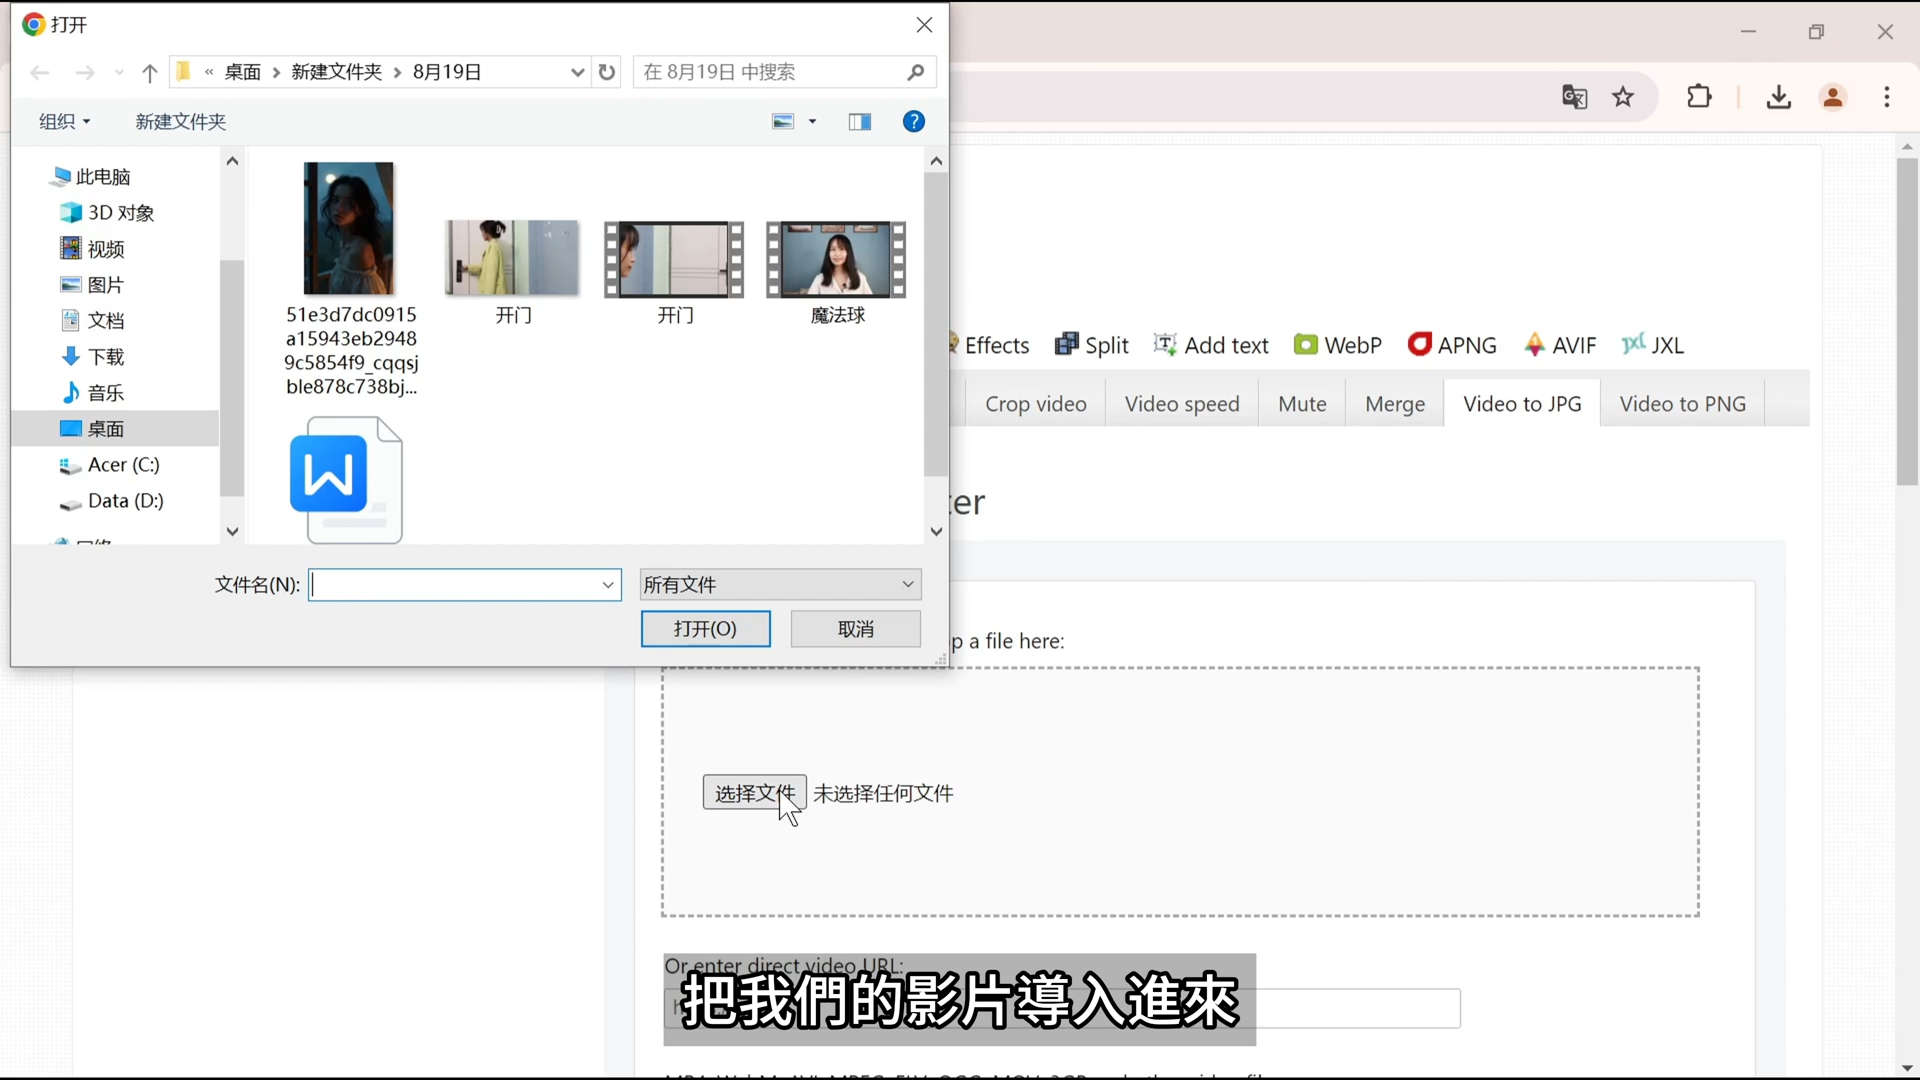 打开
« 桌面 › 新建文件夹 › 8月19日
在 8月19日 中搜索
组织
新建文件夹
此电脑
3D 对象
视频
图片
文档
下载
音乐
桌面
Acer (C:)
Data (D:)
51e3d7dc0915
a15943eb2948
9c5854f9_cqqsj
ble878c738bj...
开门
开门
魔法球
文件名(N):
所有文件
打开(O)
取消
Effects
Split
Add text
WebP
APNG
AVIF
JXL
Crop video
Video speed
Mute
Merge
Video to JPG
Video to PNG
ter
p a file here:
选择文件 未选择任何文件
Or enter direct video URL:
把我們的影片導入進來